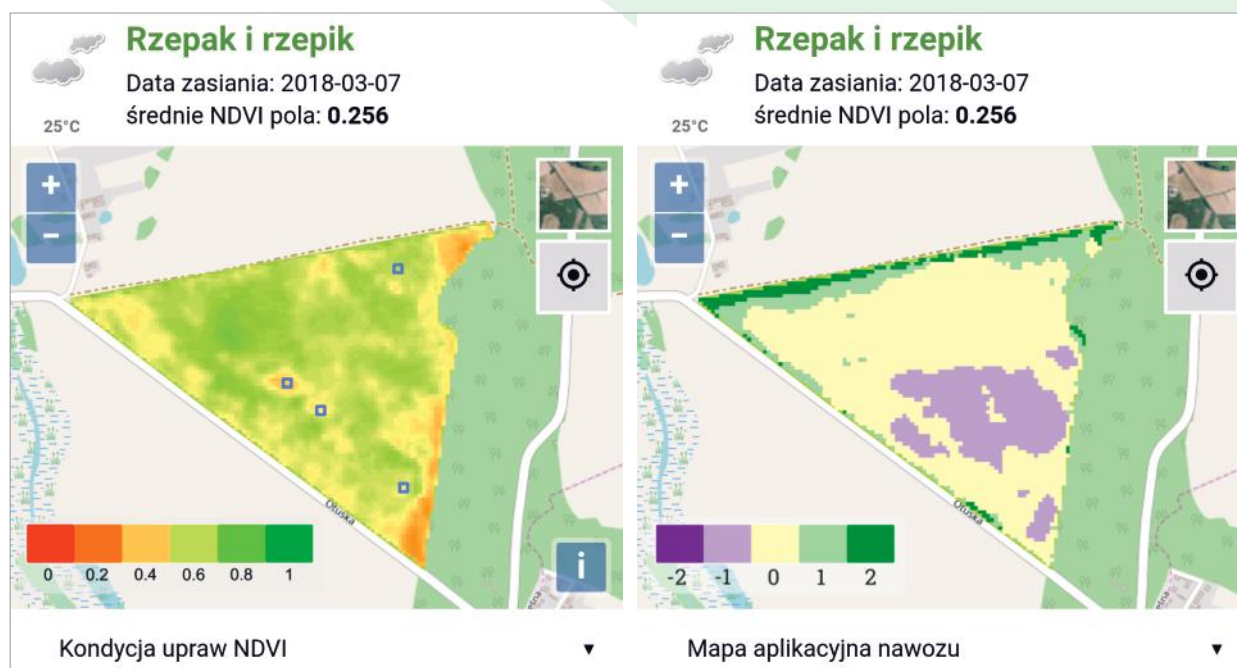 Rzepak i rzepik
Data zasiania: 2018-03-07
średnie NDVI pola: 0.256
25°C
+
−
Otuska
0 0.2 0.4 0.6 0.8 1
i
Kondycja upraw NDVI ▼
Rzepak i rzepik
Data zasiania: 2018-03-07
średnie NDVI pola: 0.256
25°C
+
−
Otuska
-2 -1 0 1 2
Mapa aplikacyjna nawozu ▼